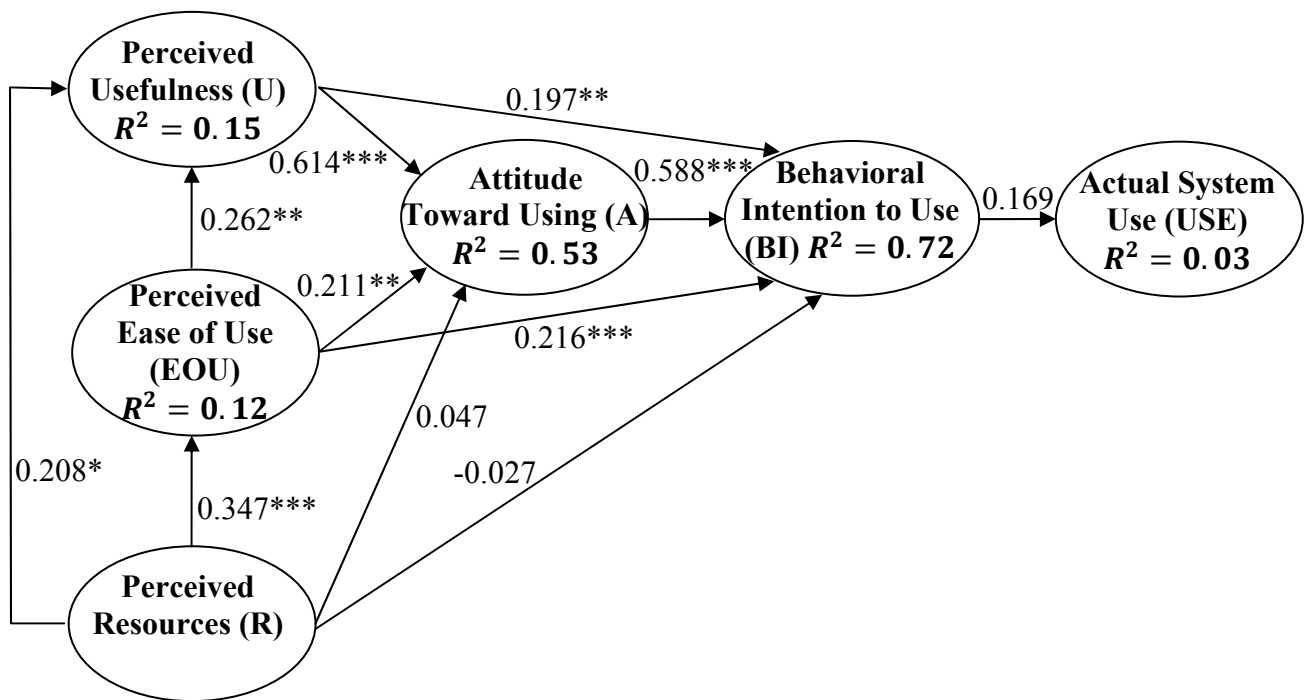 Perceived
Usefulness (U)
R² = 0.15
0.197**
0.614***
Attitude
Toward Using (A)
R² = 0.53
0.588***
Behavioral
Intention to Use
(BI) R² = 0.72
0.169
Actual System
Use (USE)
R² = 0.03
0.262**
Perceived
Ease of Use
(EOU)
R² = 0.12
0.211**
0.216***
0.047
-0.027
0.208*
0.347***
Perceived
Resources (R)